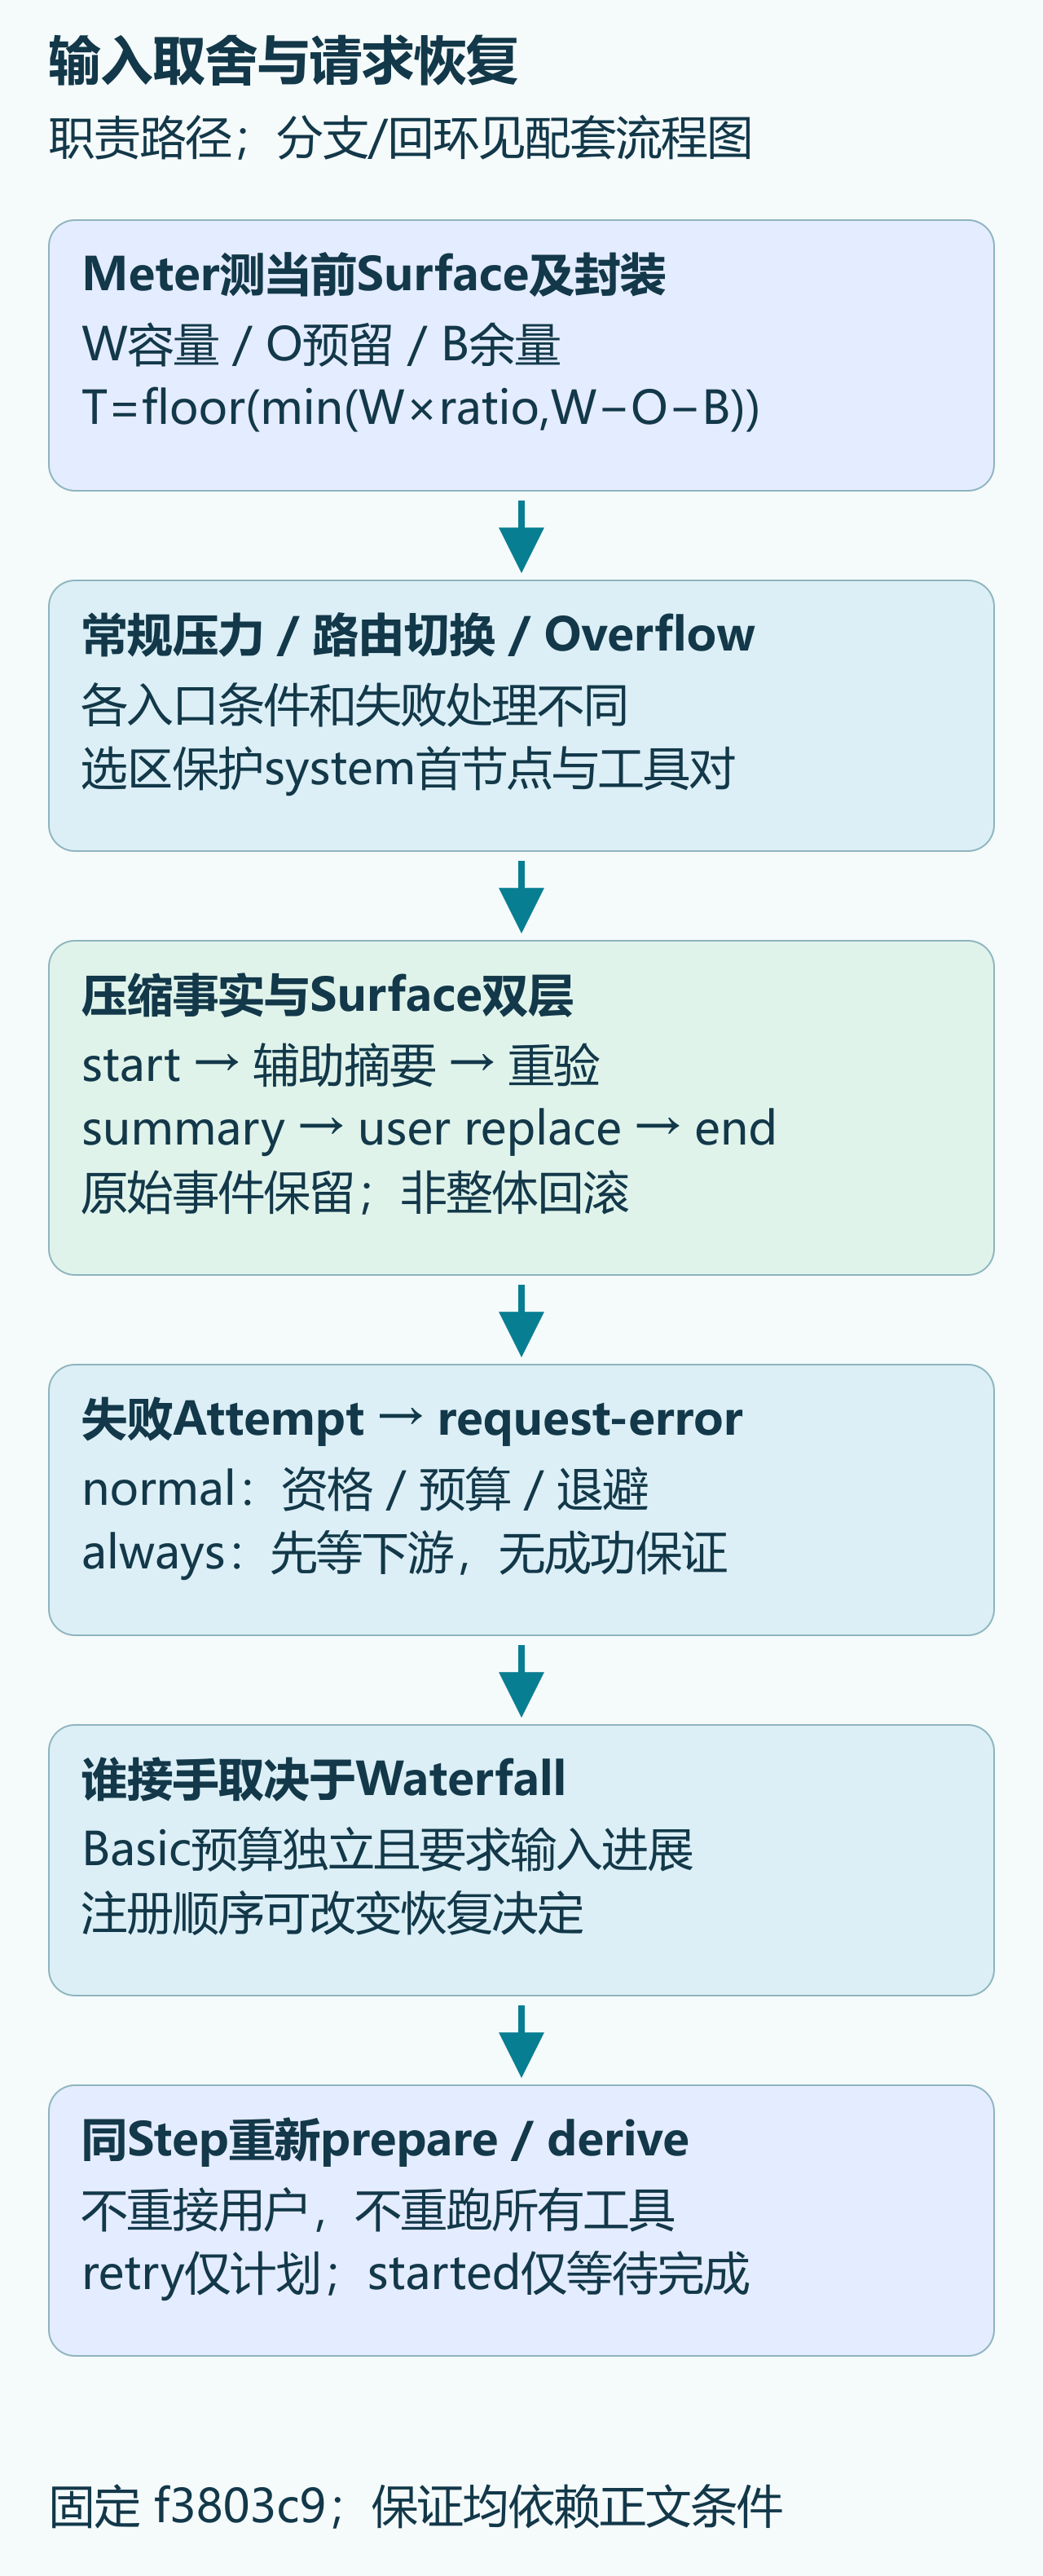 输入取舍与请求恢复
职责路径；分支/回环见配套流程图
Meter测当前Surface及封装
W容量 / O预留 / B余量
T=floor(min(W×ratio,W−O−B))
常规压力 / 路由切换 / Overflow
各入口条件和失败处理不同
选区保护system首节点与工具对
压缩事实与Surface双层
start → 辅助摘要 → 重验
summary → user replace → end
原始事件保留；非整体回滚
失败Attempt → request-error
normal：资格 / 预算 / 退避
always：先等下游，无成功保证
谁接手取决于Waterfall
Basic预算独立且要求输入进展
注册顺序可改变恢复决定
同Step重新prepare / derive
不重接用户，不重跑所有工具
retry仅计划；started仅等待完成
固定 f3803c9；保证均依赖正文条件